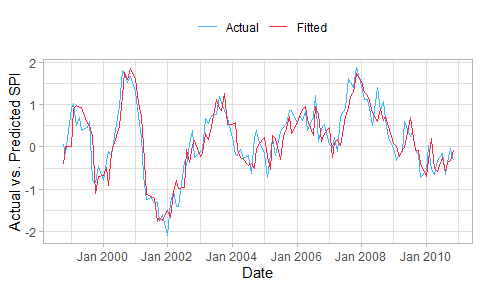 Actual Fitted
Actual vs. Predicted SPI
2
1
0
-1
-2
Jan 2000 Jan 2002 Jan 2004 Jan 2006 Jan 2008 Jan 2010
Date